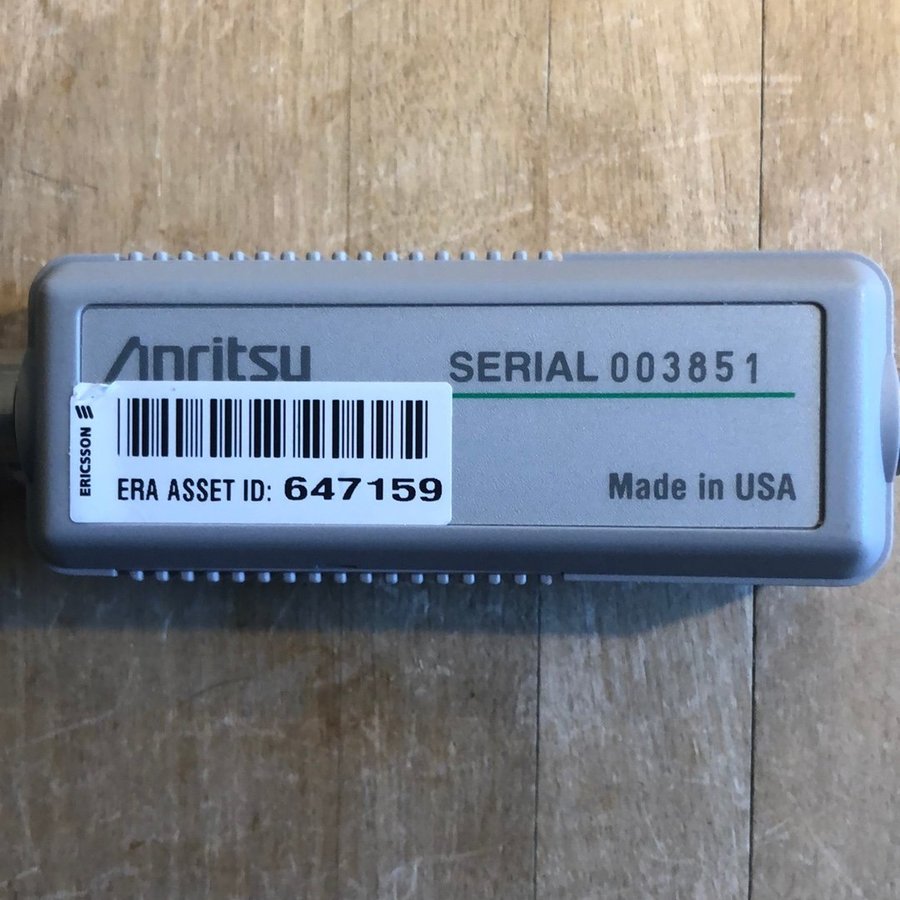 Anritsu
SERIAL 003851
ERICSSON
ERA ASSET ID: 647159
Made in USA